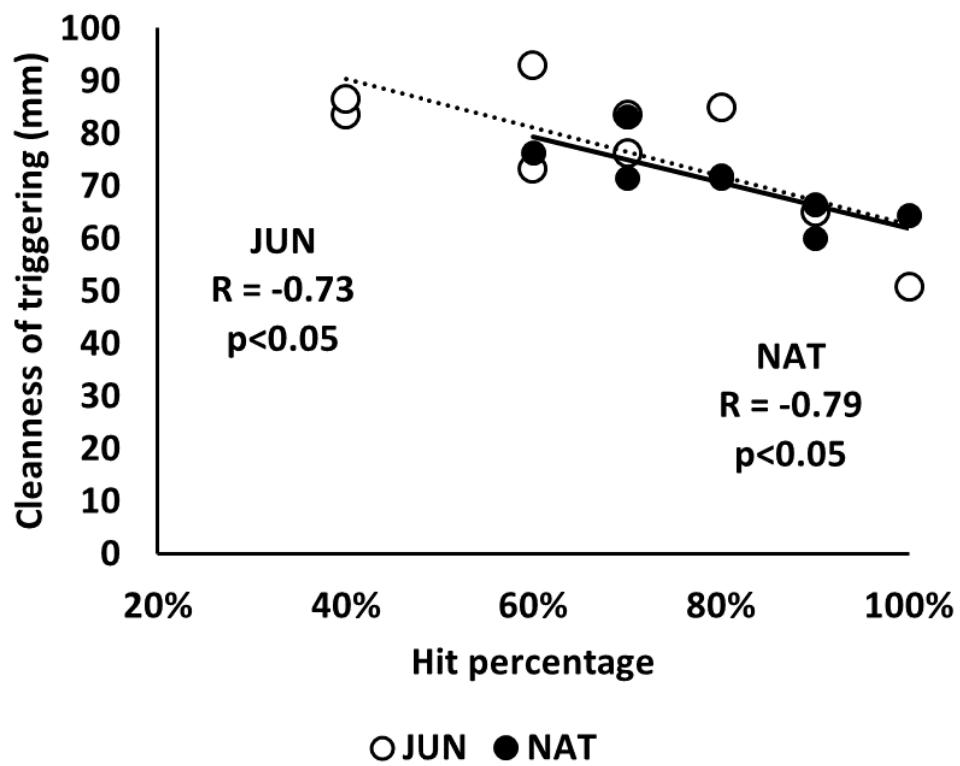 Cleanness of triggering (mm)
100
90
80
70
60
50
40
30
20
10
0
JUN
R = -0.73
p<0.05
NAT
R = -0.79
p<0.05
20% 40% 60% 80% 100%
Hit percentage
JUN NAT